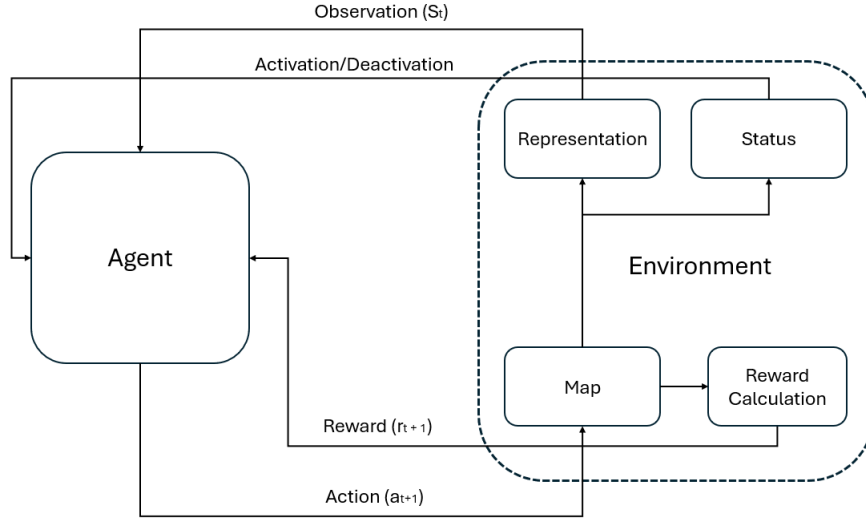 Observation (St)
Activation/Deactivation
Representation
Status
Agent
Environment
Map
Reward
Calculation
Reward (rt + 1)
Action (at+1)